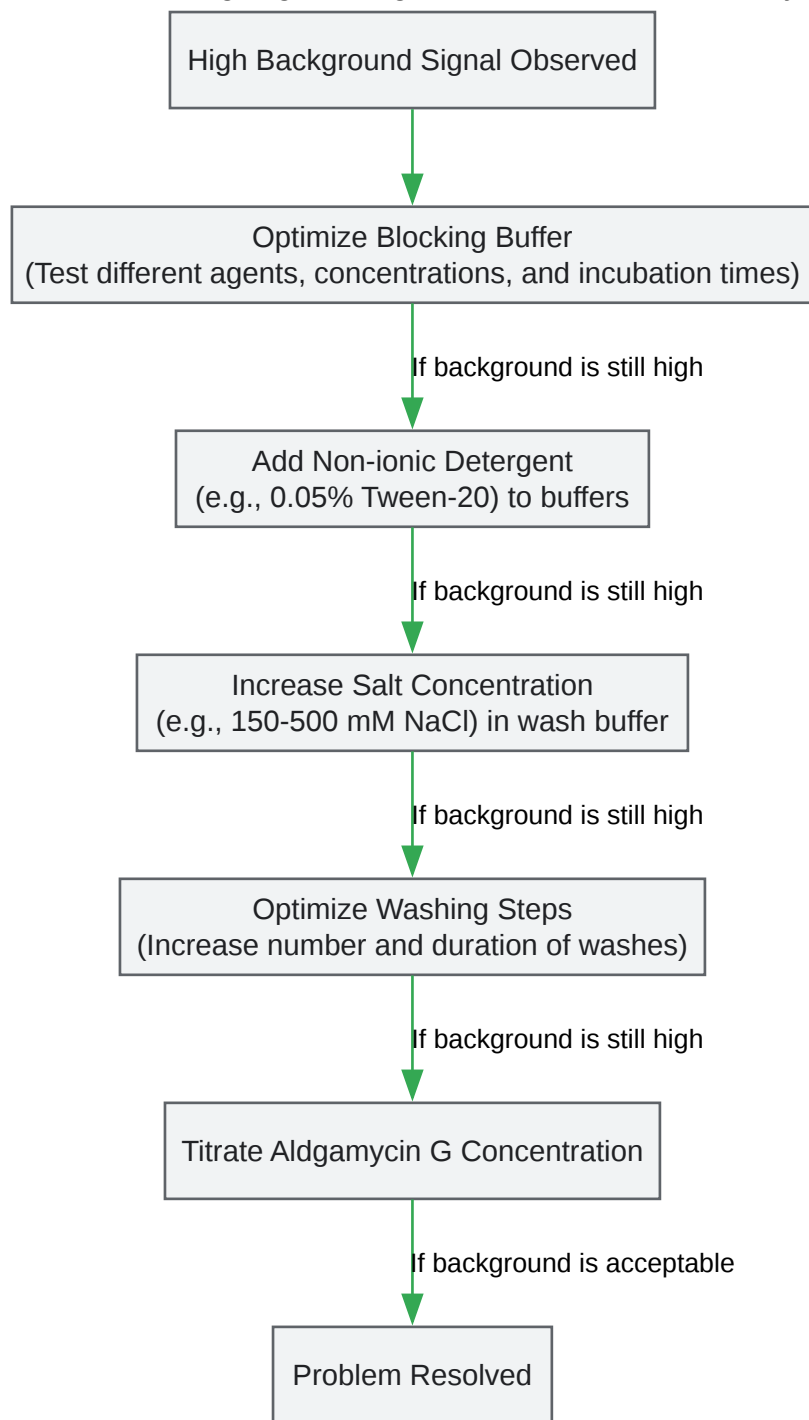 High Background Signal Observed
Optimize Blocking Buffer
(Test different agents, concentrations, and incubation times)
If background is still high
Add Non-ionic Detergent
(e.g., 0.05% Tween-20) to buffers
If background is still high
Increase Salt Concentration
(e.g., 150-500 mM NaCl) in wash buffer
If background is still high
Optimize Washing Steps
(Increase number and duration of washes)
If background is still high
Titrate Aldgamycin G Concentration
If background is acceptable
Problem Resolved